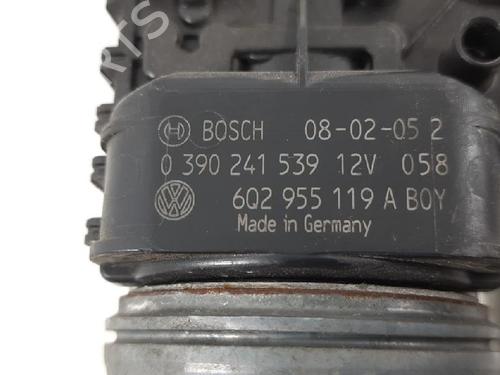 BOSCH 08-02-05 2
0 390 241 539 12V 058
6Q2 955 119 A BOY
Made in Germany